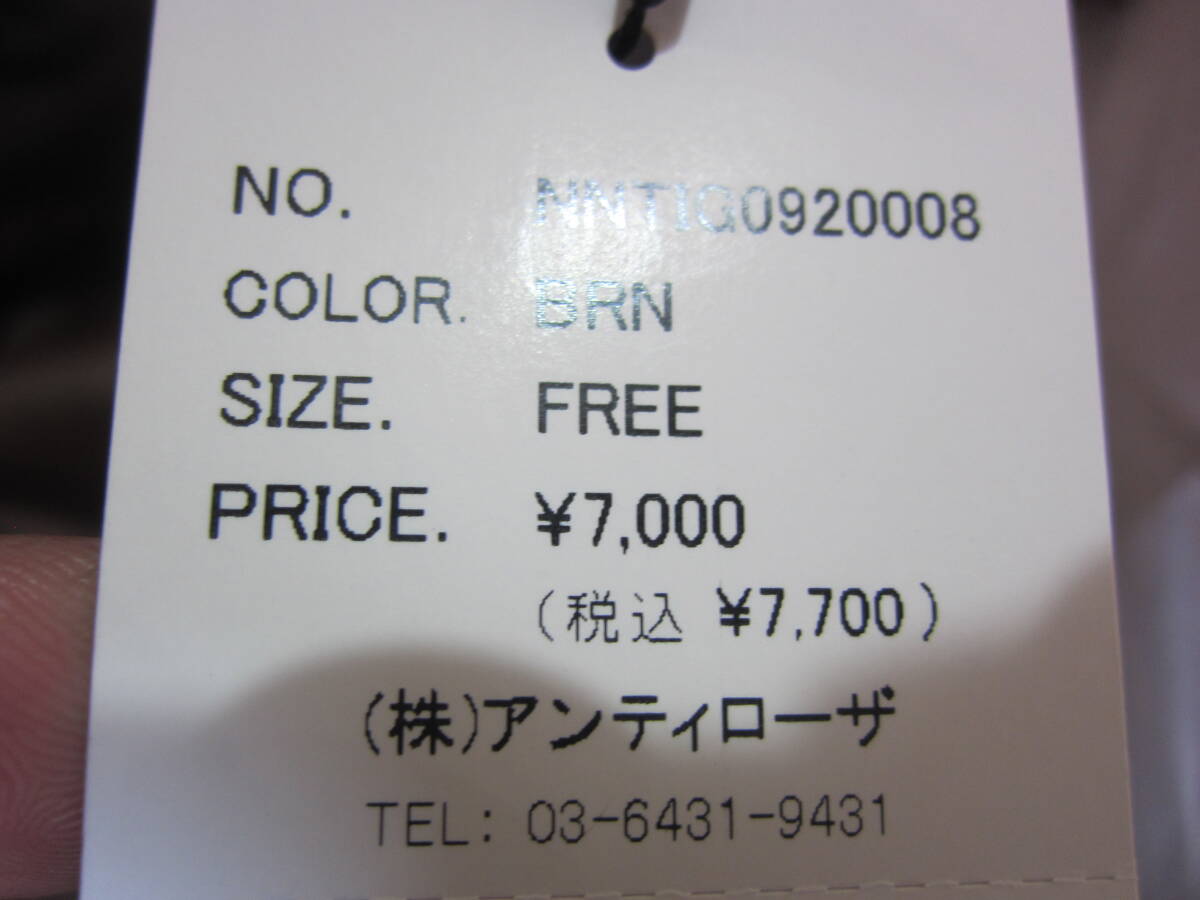 NO. NNTIG0920008
COLOR. BRN
SIZE. FREE
PRICE. ¥7,000
(税込 ¥7,700)
(株)アンティローザ
TEL: 03-6431-9431